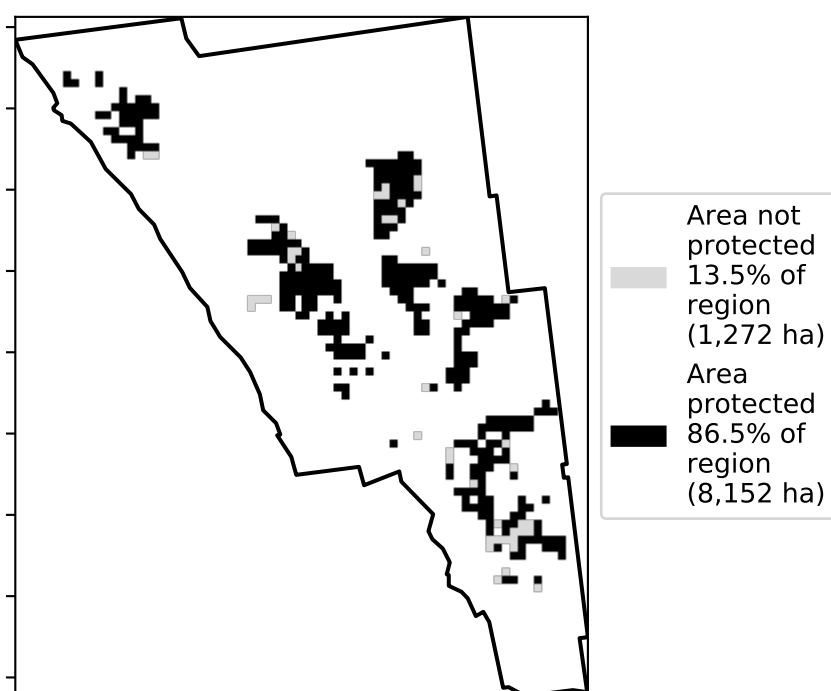 Area not
protected
13.5% of
region
(1,272 ha)
Area
protected
86.5% of
region
(8,152 ha)